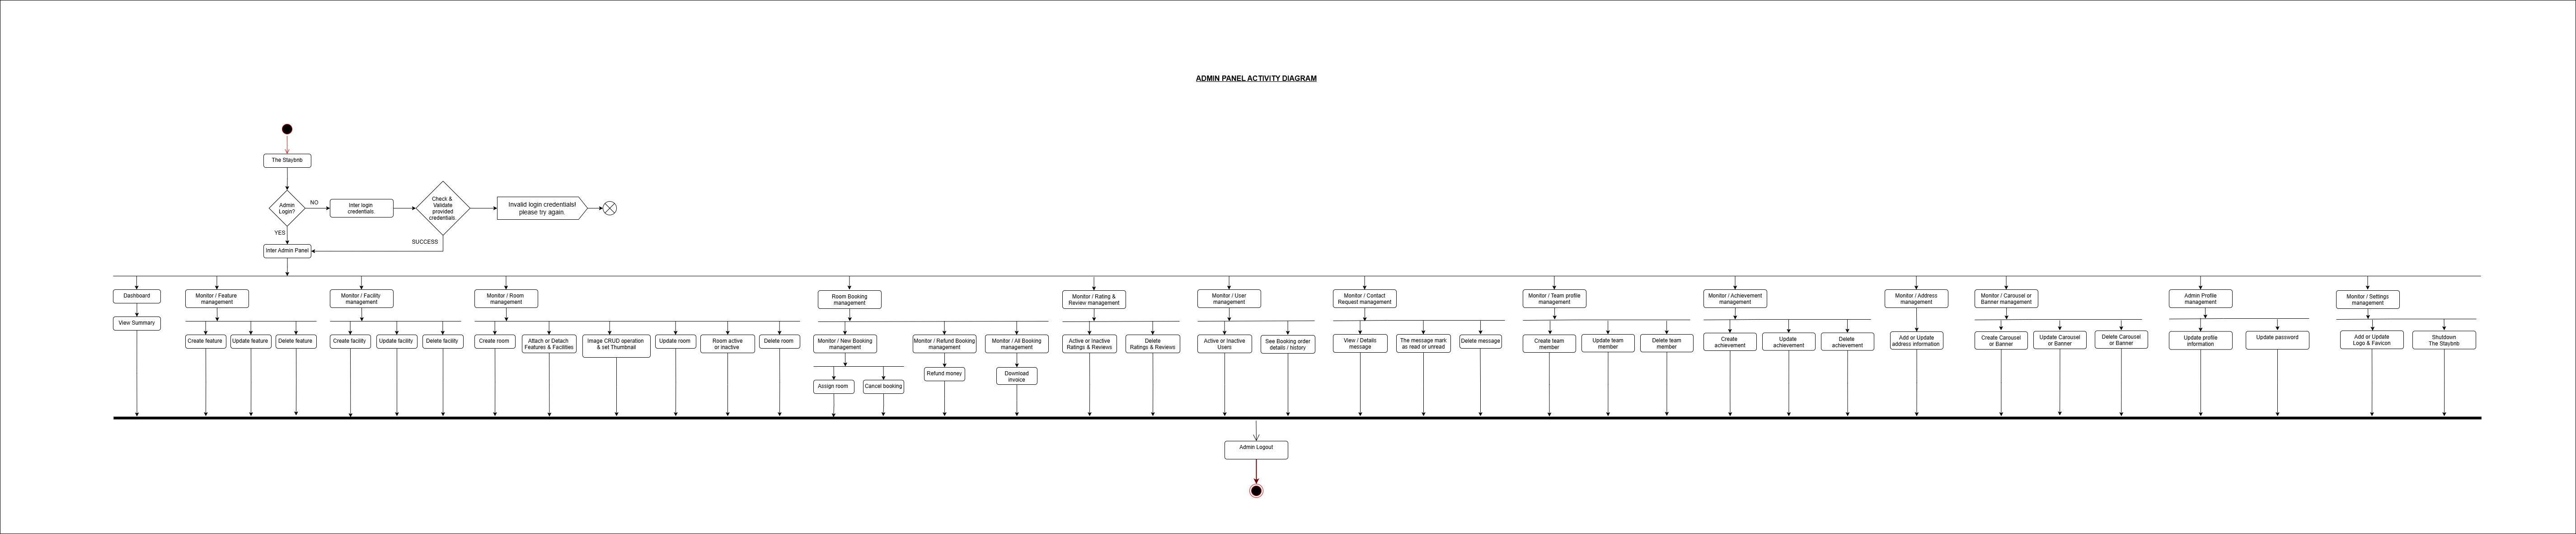 ADMIN PANEL ACTIVITY DIAGRAM
The Staybnb
Admin
Login?
NO
YES
Inter login
credentials.
Check &
Validate
provided
credentials.
Invalid login credentials!
please try again.
SUCCESS
Inter Admin Panel
Dashboard
View Summary
Monitor / Feature
management
Create feature
Update feature
Delete feature
Monitor / Facility
management
Create facility
Update facility
Delete facility
Monitor / Room
management
Create room
Attach or Detach
Features & Facilities
Image CRUD operation
& set Thumbnail
Update room
Room active
or inactive
Delete room
Room Booking
management
Monitor / New Booking
management
Assign room
Cancel booking
Monitor / Refund Booking
management
Refund money
Monitor / All Booking
management
Download
invoice
Monitor / Rating &
Review management
Active or Inactive
Ratings & Reviews
Delete
Ratings & Reviews
Monitor / User
management
Active or Inactive
Users
See Booking order
details / history
Monitor / Contact
Request management
View / Details
message
The message mark
as read or unread
Delete message
Monitor / Team profile
management
Create team
member
Update team
member
Delete team
member
Monitor / Achievement
management
Create
achievement
Update
achievement
Delete
achievement
Monitor / Address
management
Add or Update
address information
Monitor / Carousel or
Banner management
Create Carousel
or Banner
Update Carousel
or Banner
Delete Carousel
or Banner
Admin Profile
management
Update profile
information
Update password
Monitor / Settings
management
Add or Update
Logo & Favicon
Shutdown
The Staybnb
Admin Logout